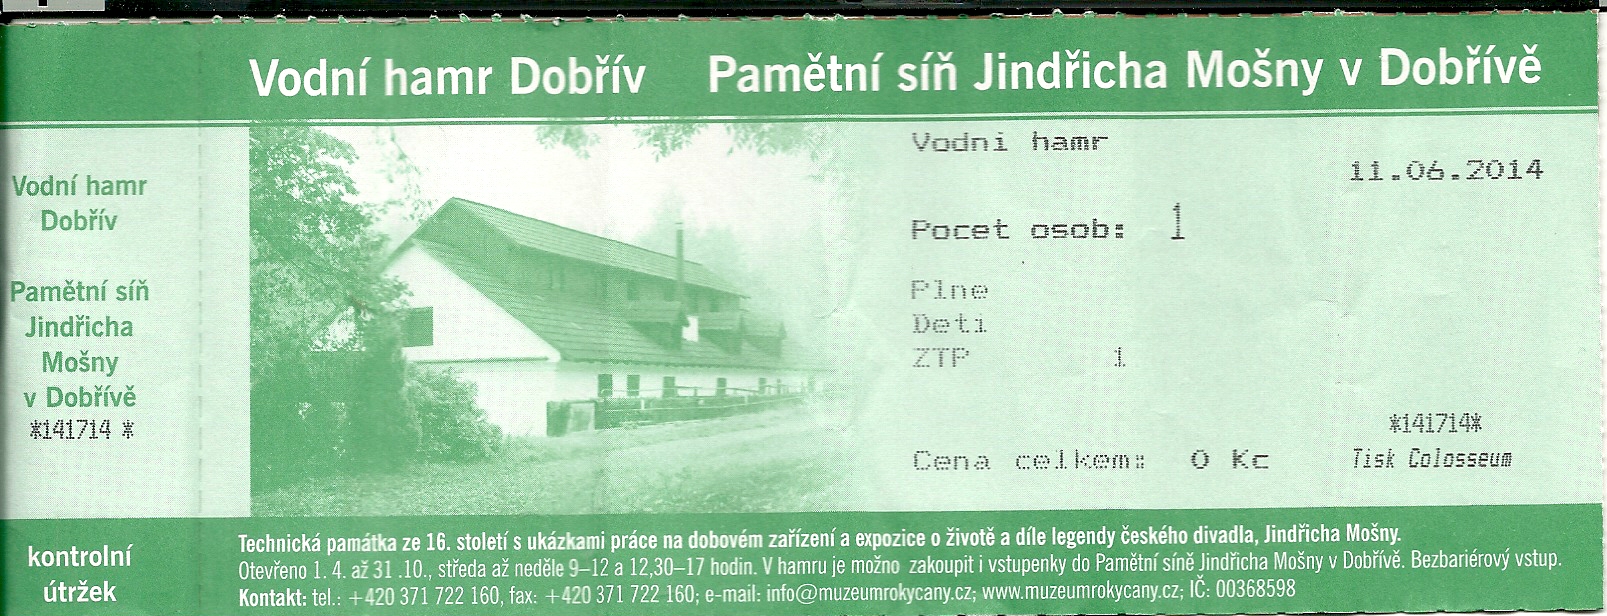 Vodní hamr Dobřív Pamětní síň Jindřicha Mošny v Dobřívě
Vodní hamr
Dobřív
Pamětní síň
Jindřicha
Mošny
v Dobřívě
*141714 *
kontrolní
útržek
Vodni hamr
11.06.2014
Pocet osob: 1
Plne
Deti
ZTP 1
*141714*
Cena celkem: 0 Kc
Tisk Colosseum
Technická památka ze 16. století s ukázkami práce na dobovém zařízení a expozice o životě a díle legendy českého divadla, Jindřicha Mošny.
Otevřeno 1. 4. až 31 .10., středa až neděle 9–12 a 12,30–17 hodin. V hamru je možno zakoupit i vstupenky do Pamětní síně Jindřicha Mošny v Dobřívě. Bezbariérový vstup.
Kontakt: tel.: +420 371 722 160, fax: +420 371 722 160; e-mail: info@muzeumrokycany.cz; www.muzeumrokycany.cz; IČ: 00368598